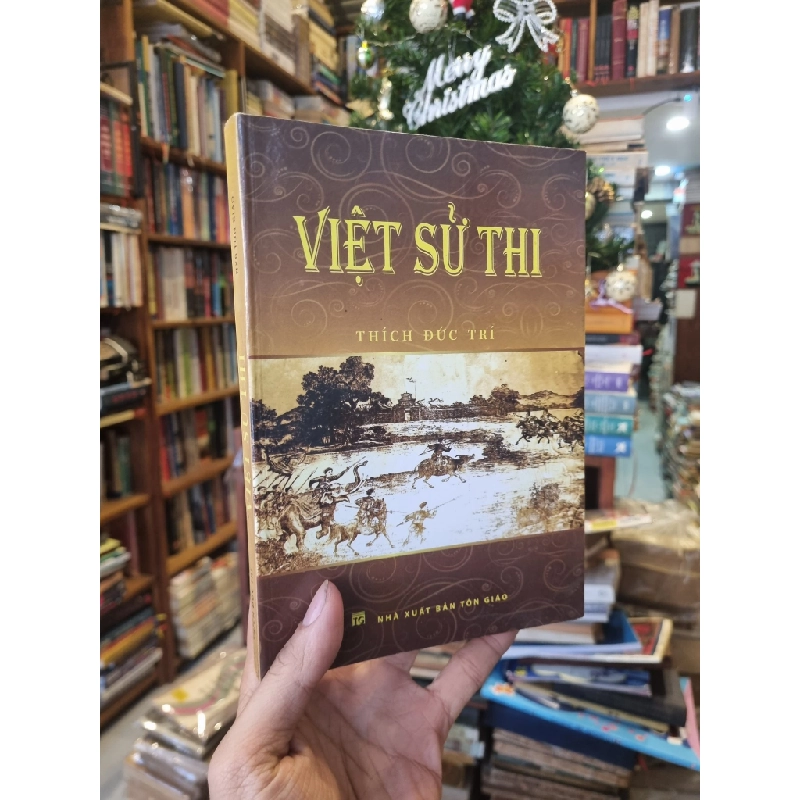 Merry
Christmas
VIỆT SỬ THI
THÍCH ĐỨC TRÍ
NHÀ XUẤT BẢN TÔN GIÁO